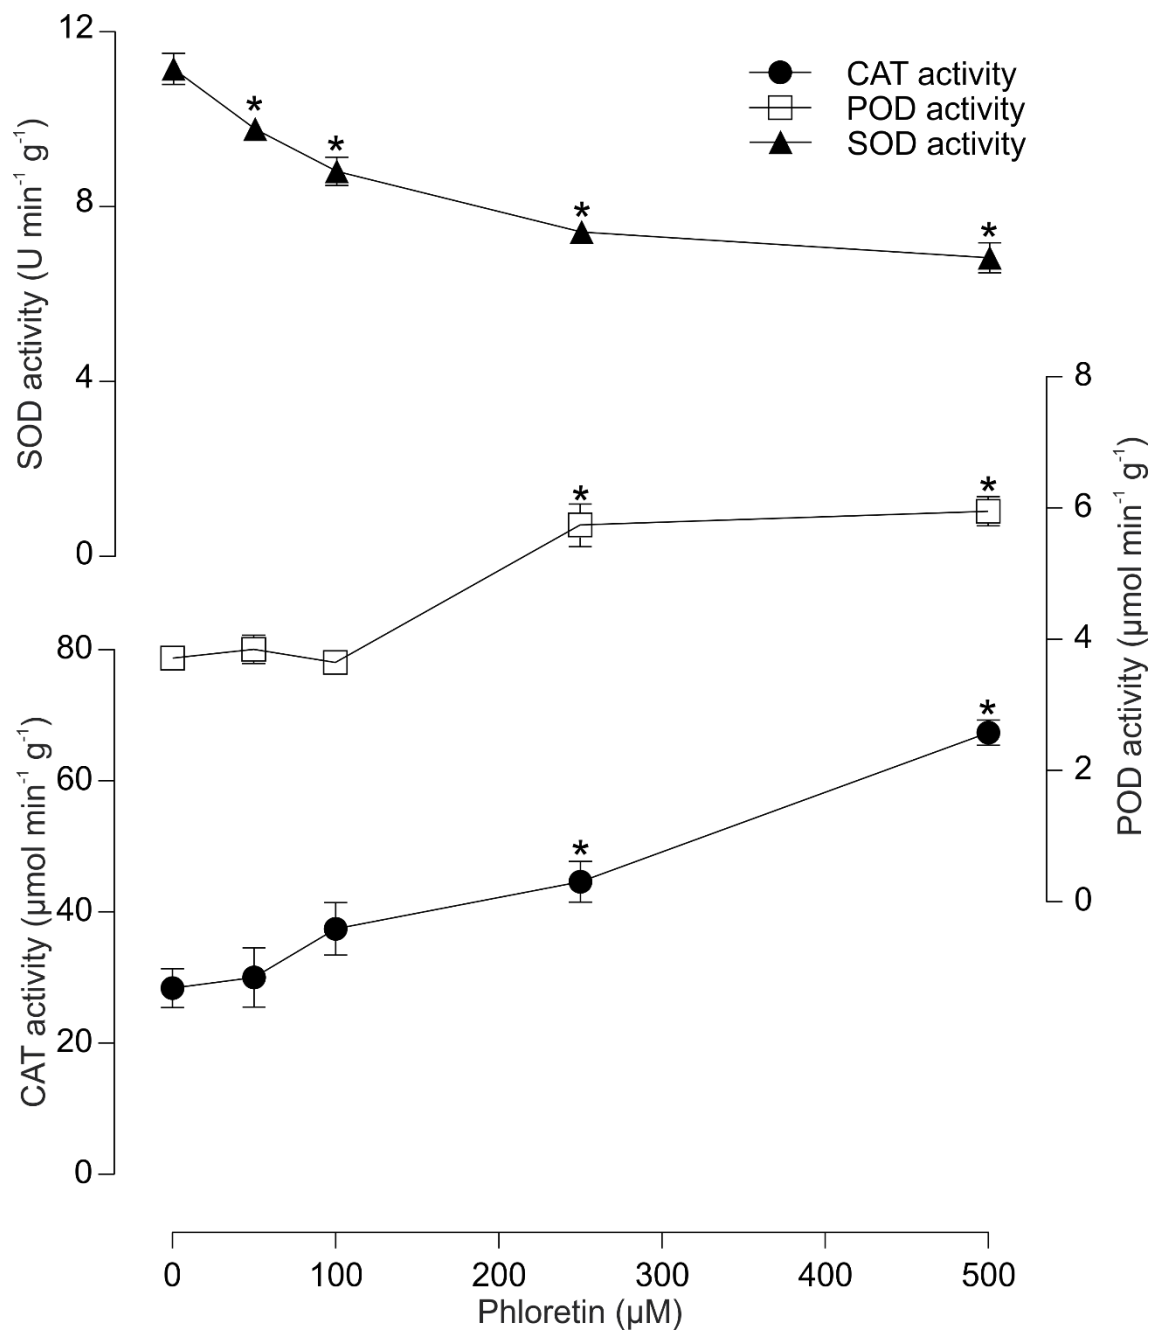 12
8
4
0
SOD activity (U min⁻¹ g⁻¹)
CAT activity
POD activity
SOD activity
*
*
*
*
8
6
4
2
0
POD activity (µmol min⁻¹ g⁻¹)
*
*
80
60
40
20
0
CAT activity (µmol min⁻¹ g⁻¹)
*
*
0 100 200 300 400 500
Phloretin (µM)